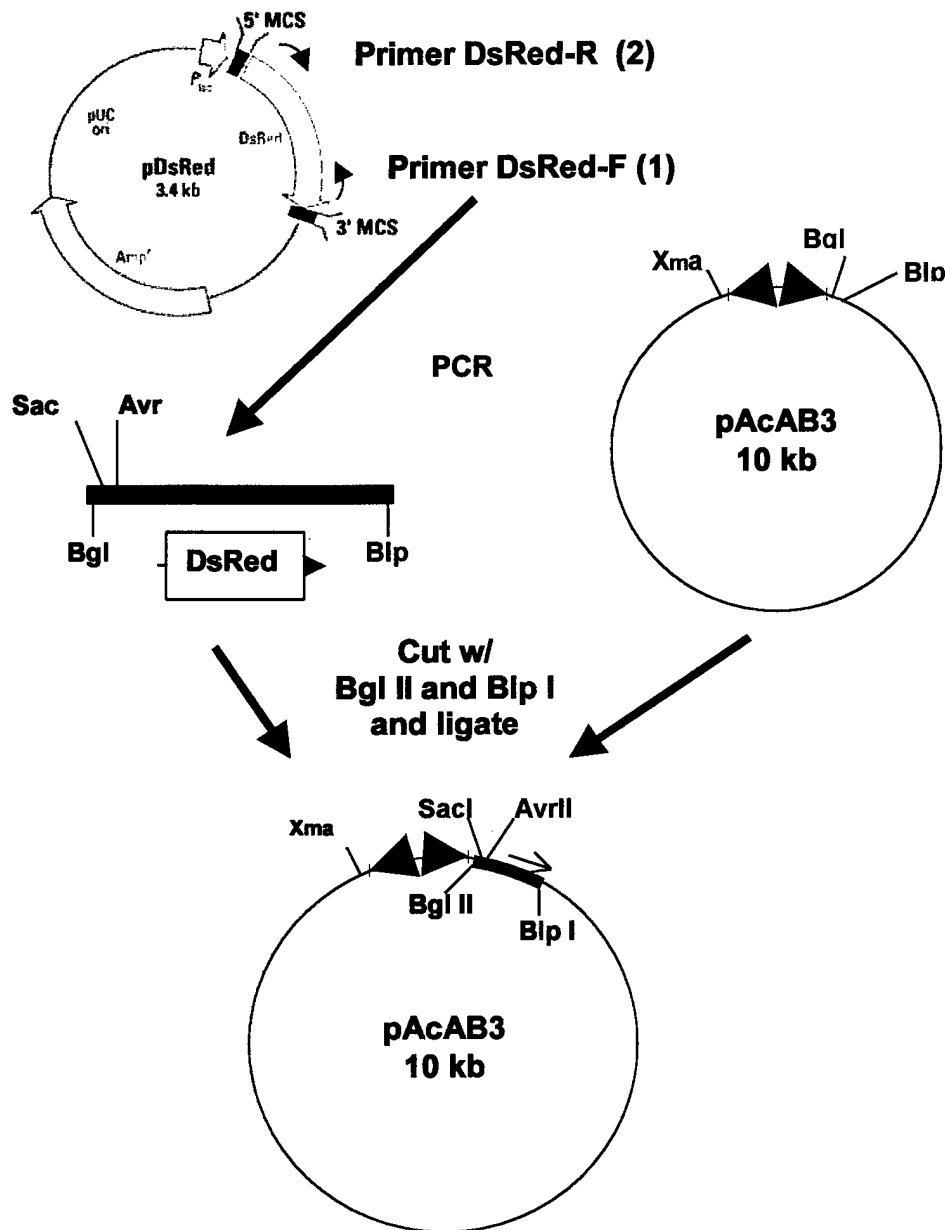 5' MCS
Primer DsRed-R (2)
P lac
pUC
ori
DsRed
pDsRed
3.4 kb
Primer DsRed-F (1)
3' MCS
Ampr
Xma
Bgl
Blp
PCR
Sac
Avr
pAcAB3
10 kb
Bgl
DsRed
Blp
Cut w/
Bgl II and Blp I
and ligate
SacI
AvrII
Xma
Bgl II
Blp I
pAcAB3
10 kb